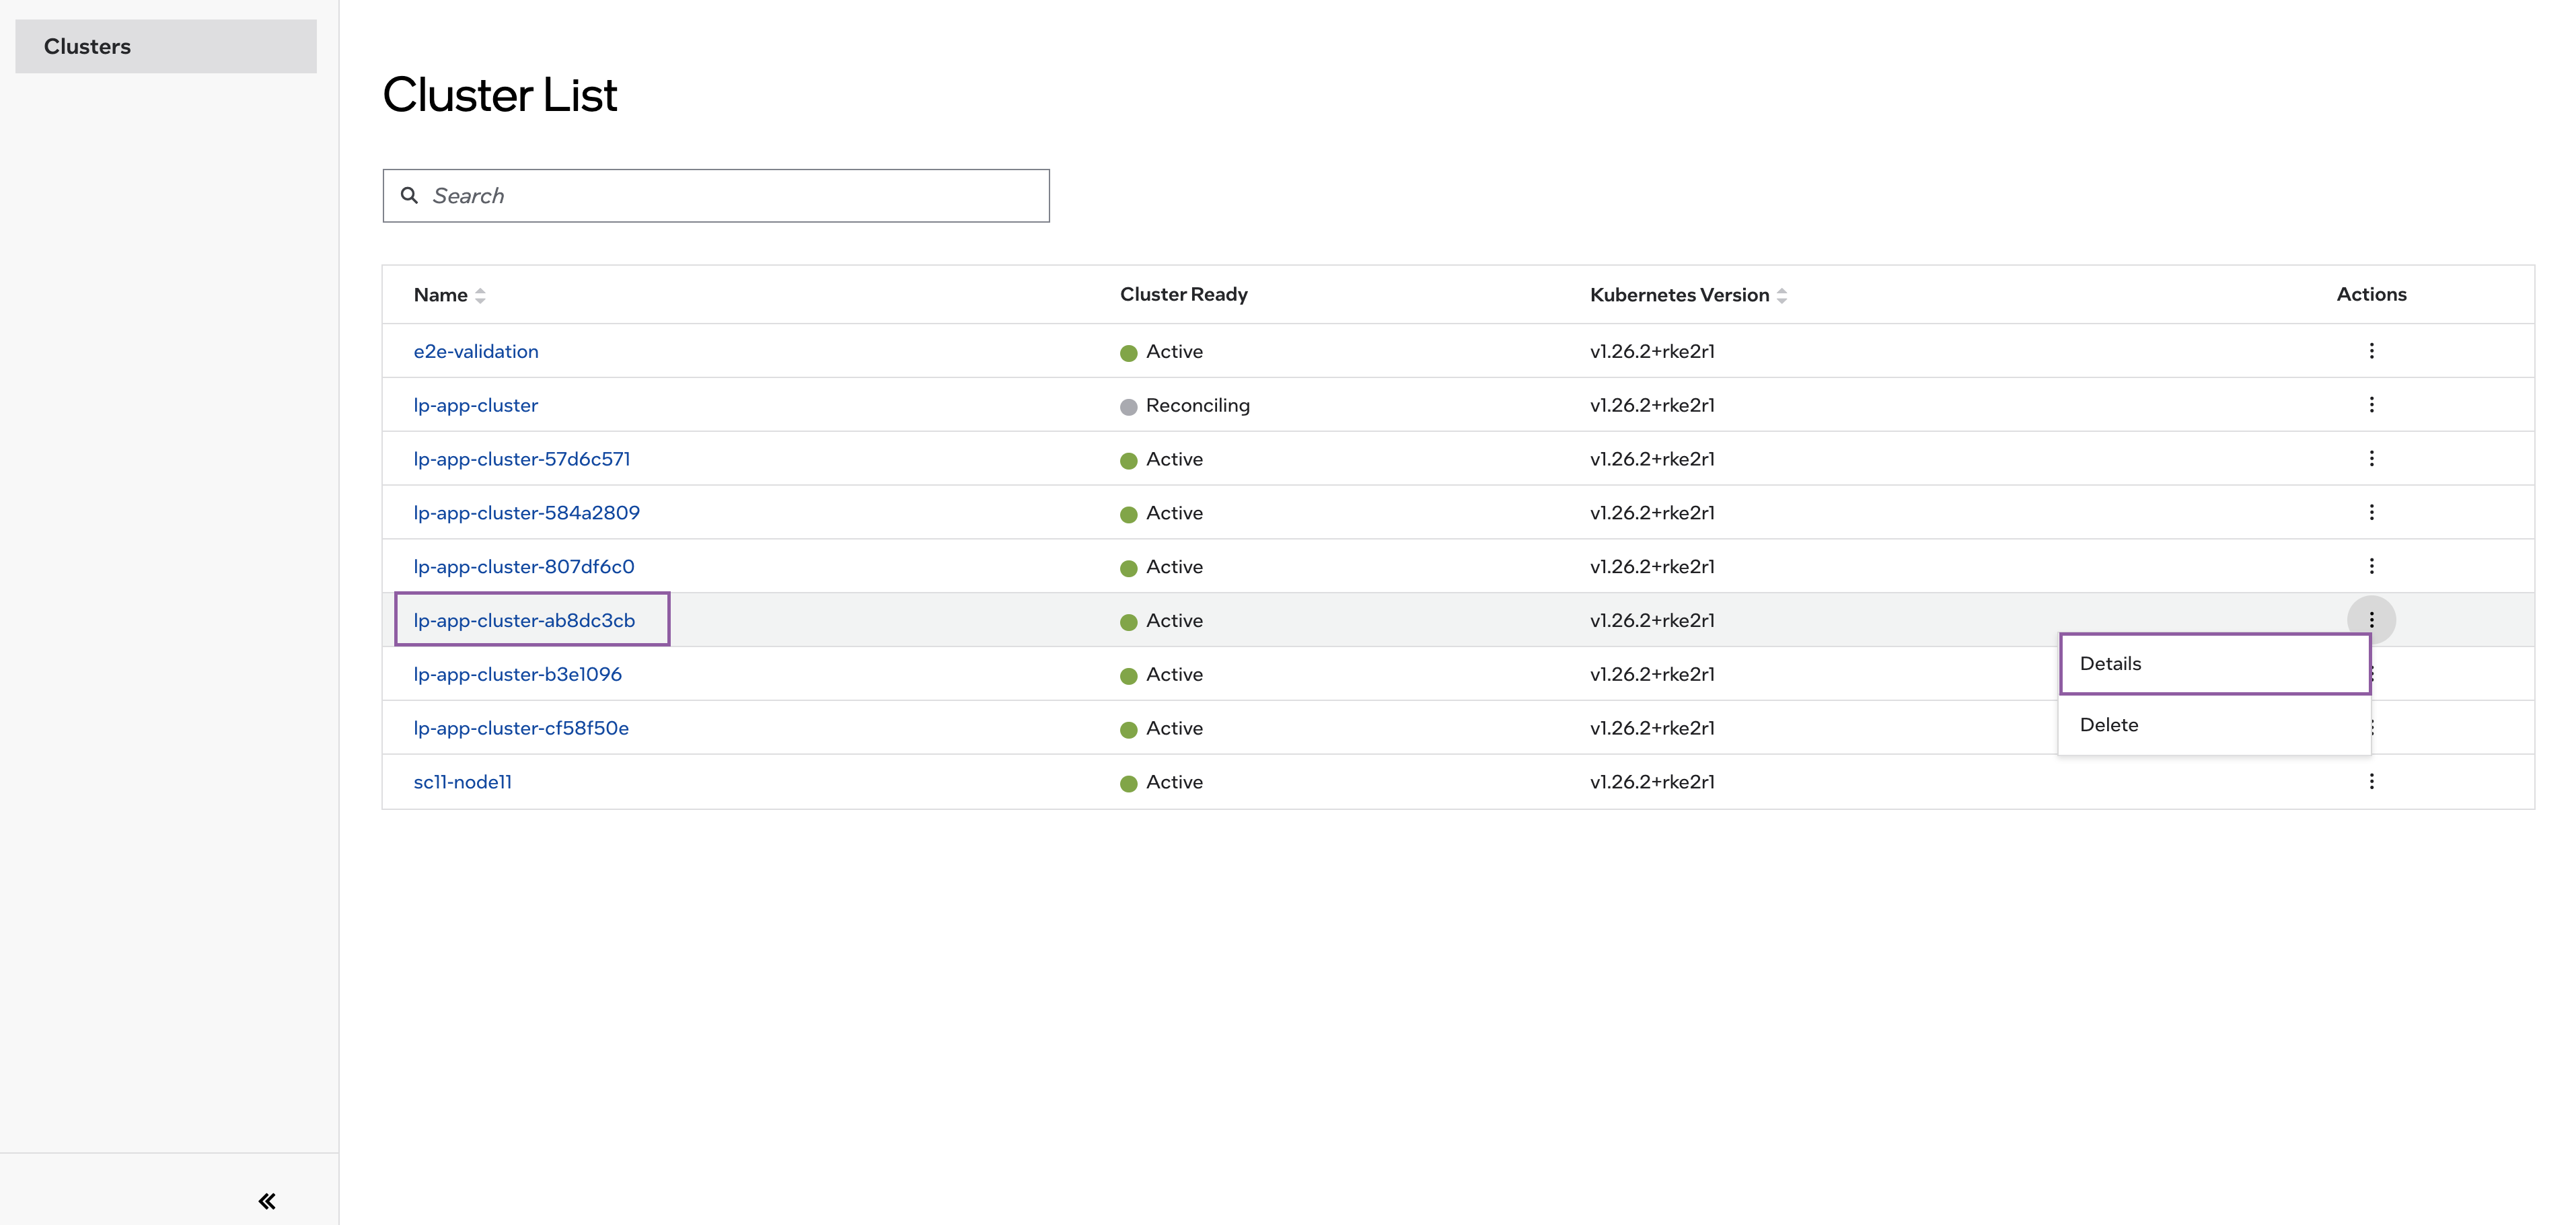 Clusters
Cluster List
Search
Name Cluster Ready Kubernetes Version Actions
e2e-validation Active v1.26.2+rke2r1
lp-app-cluster Reconciling v1.26.2+rke2r1
lp-app-cluster-57d6c571 Active v1.26.2+rke2r1
lp-app-cluster-584a2809 Active v1.26.2+rke2r1
lp-app-cluster-807df6c0 Active v1.26.2+rke2r1
lp-app-cluster-ab8dc3cb Active v1.26.2+rke2r1
Details
lp-app-cluster-b3e1096 Active v1.26.2+rke2r1
Delete
lp-app-cluster-cf58f50e Active v1.26.2+rke2r1
sc11-node11 Active v1.26.2+rke2r1